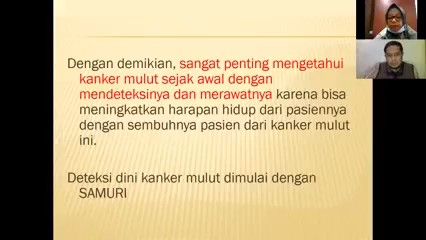 Dengan demikian, sangat penting mengetahui
kanker mulut sejak awal dengan
mendeteksinya dan merawatnya karena bisa
meningkatkan harapan hidup dari pasiennya
dengan sembuhnya pasien dari kanker mulut
ini.
Deteksi dini kanker mulut dimulai dengan
SAMURI